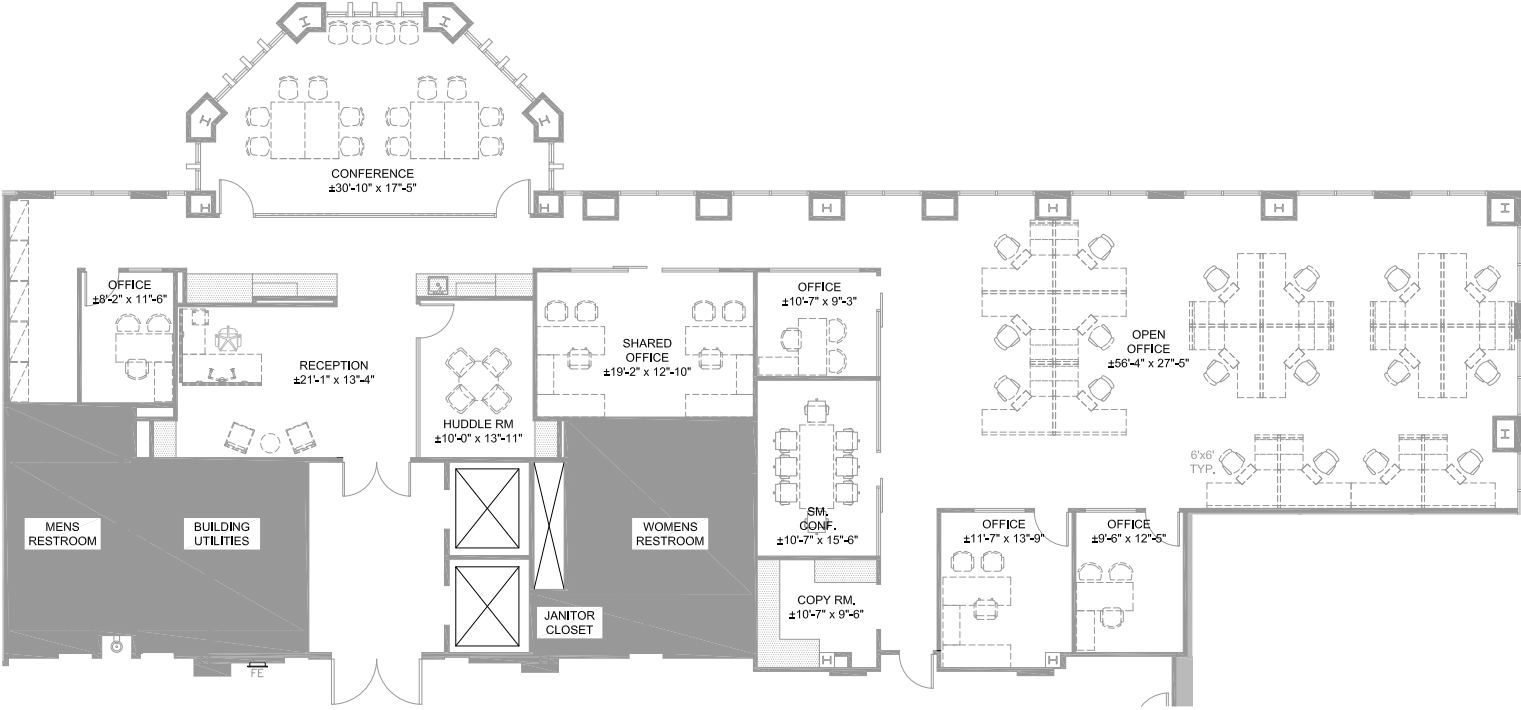 CONFERENCE
±30'-10" x 17"-5"
OFFICE
±8'-2" x 11"-6"
RECEPTION
±21'-1" x 13"-4"
HUDDLE RM
±10'-0" x 13"-11"
SHARED
OFFICE
±19'-2" x 12"-10"
OFFICE
±10'-7" x 9"-3"
OPEN
OFFICE
±56'-4" x 27"-5"
6'x6'
TYP.
SM.
CONF.
±10'-7" x 15"-6"
OFFICE
±11'-7" x 13"-9"
OFFICE
±9'-6" x 12"-5"
MENS
RESTROOM
BUILDING
UTILITIES
WOMENS
RESTROOM
COPY RM.
±10'-7" x 9"-6"
JANITOR
CLOSET
FE